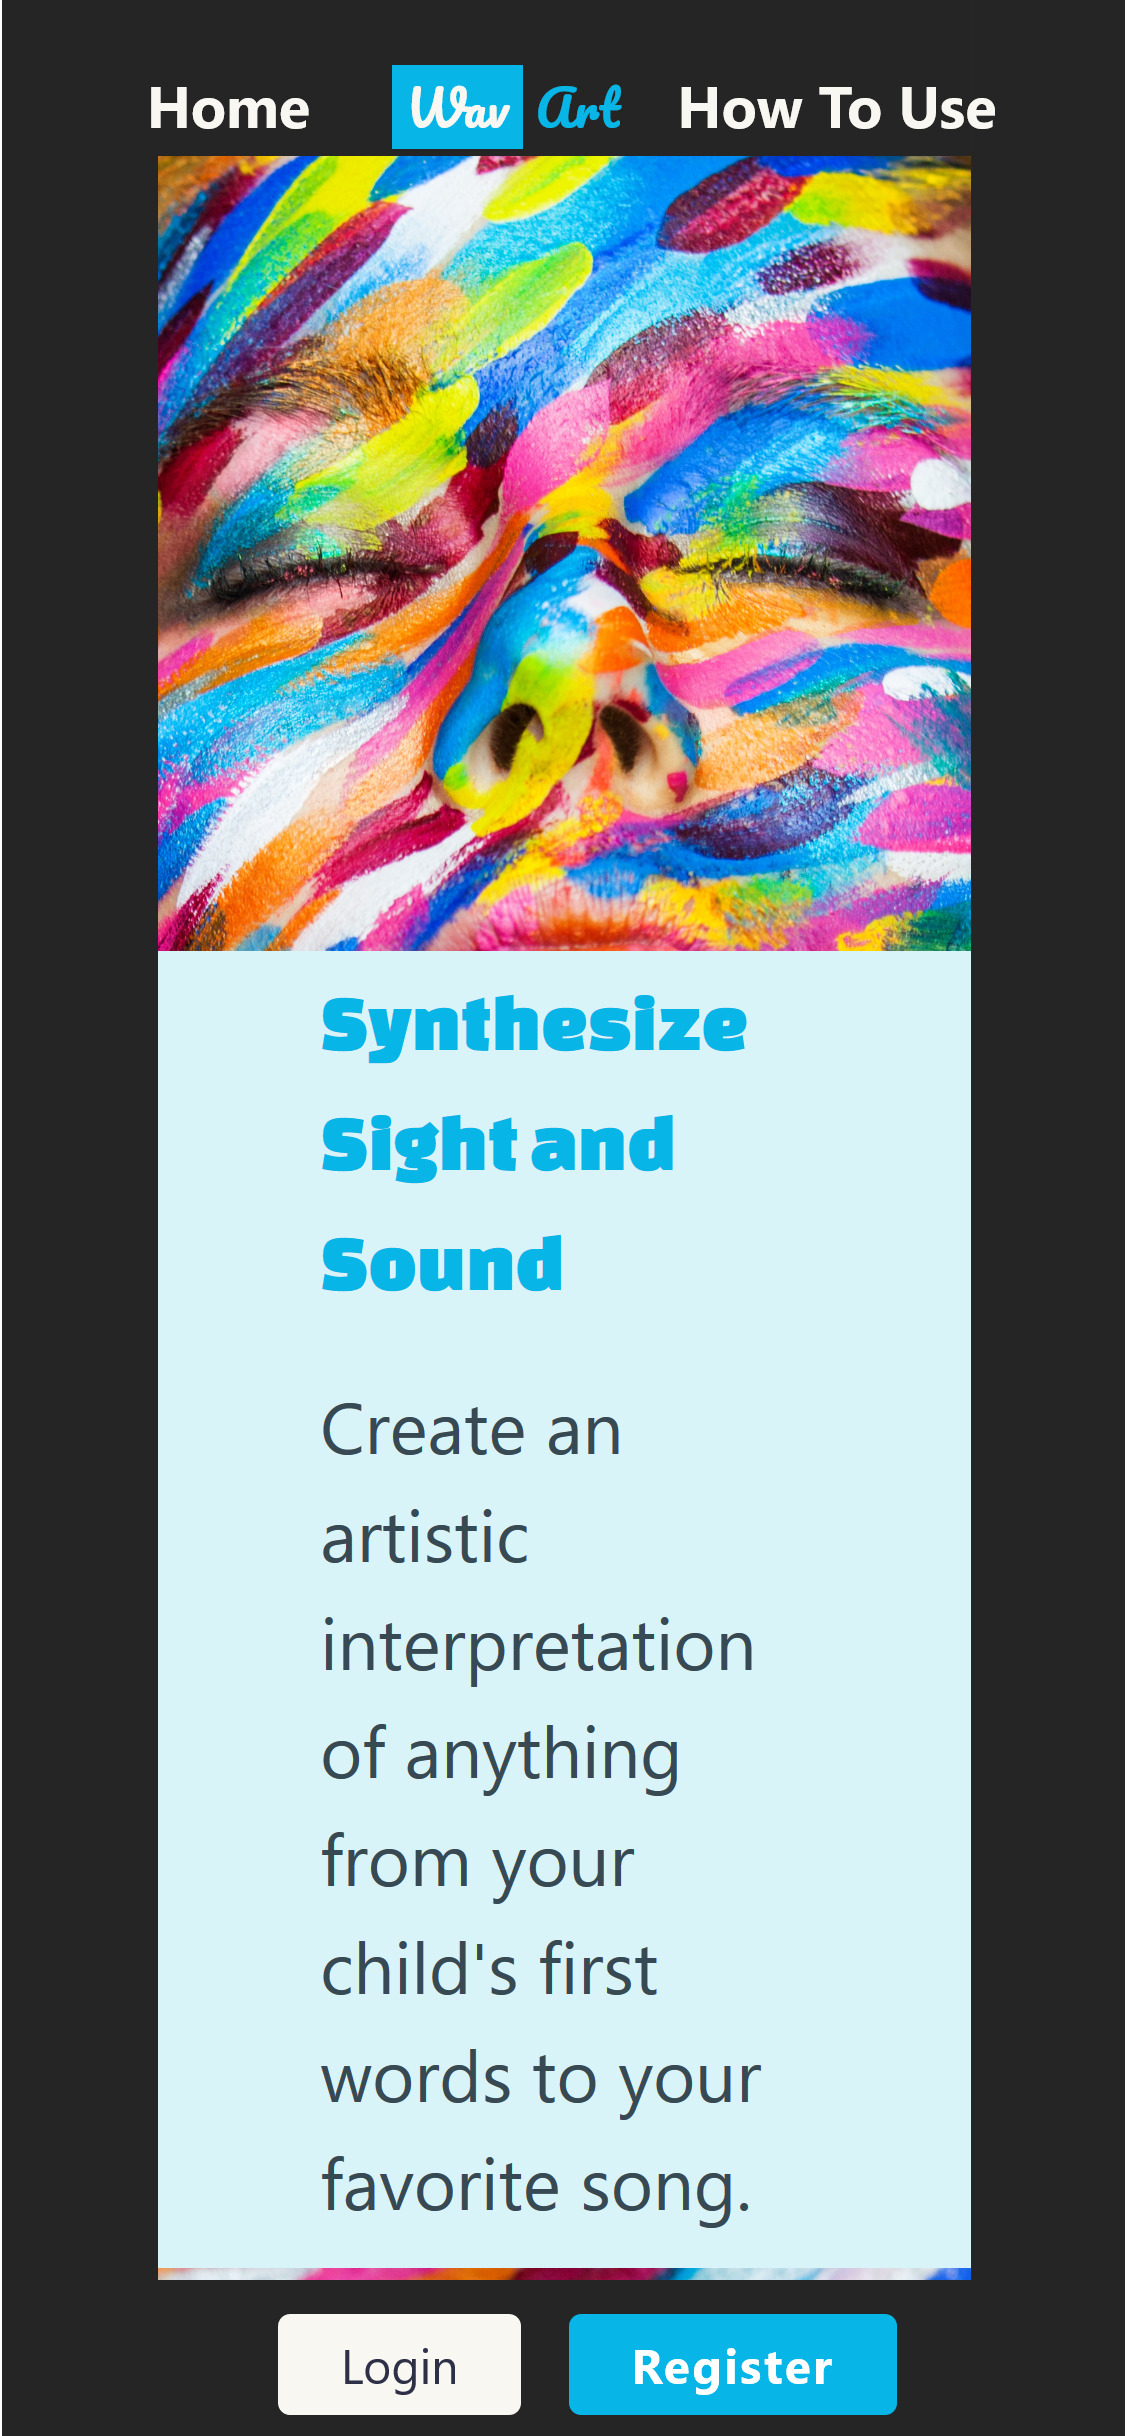 Home Wav Art How To Use
Synthesize
Sight and
Sound
Create an
artistic
interpretation
of anything
from your
child's first
words to your
favorite song.
Login Register